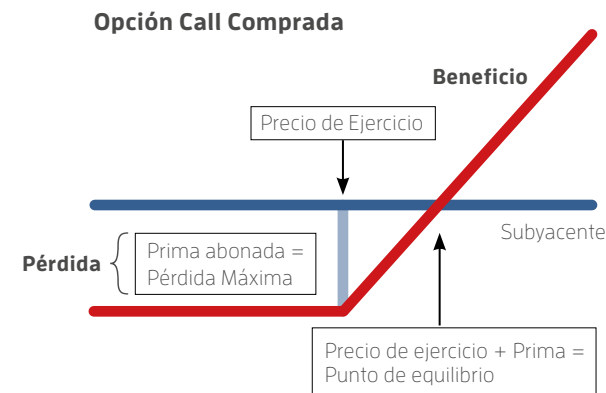 Opción Call Comprada
Beneficio
Precio de Ejercicio
Subyacente
Pérdida
Prima abonada =
Pérdida Máxima
Precio de ejercicio + Prima =
Punto de equilibrio